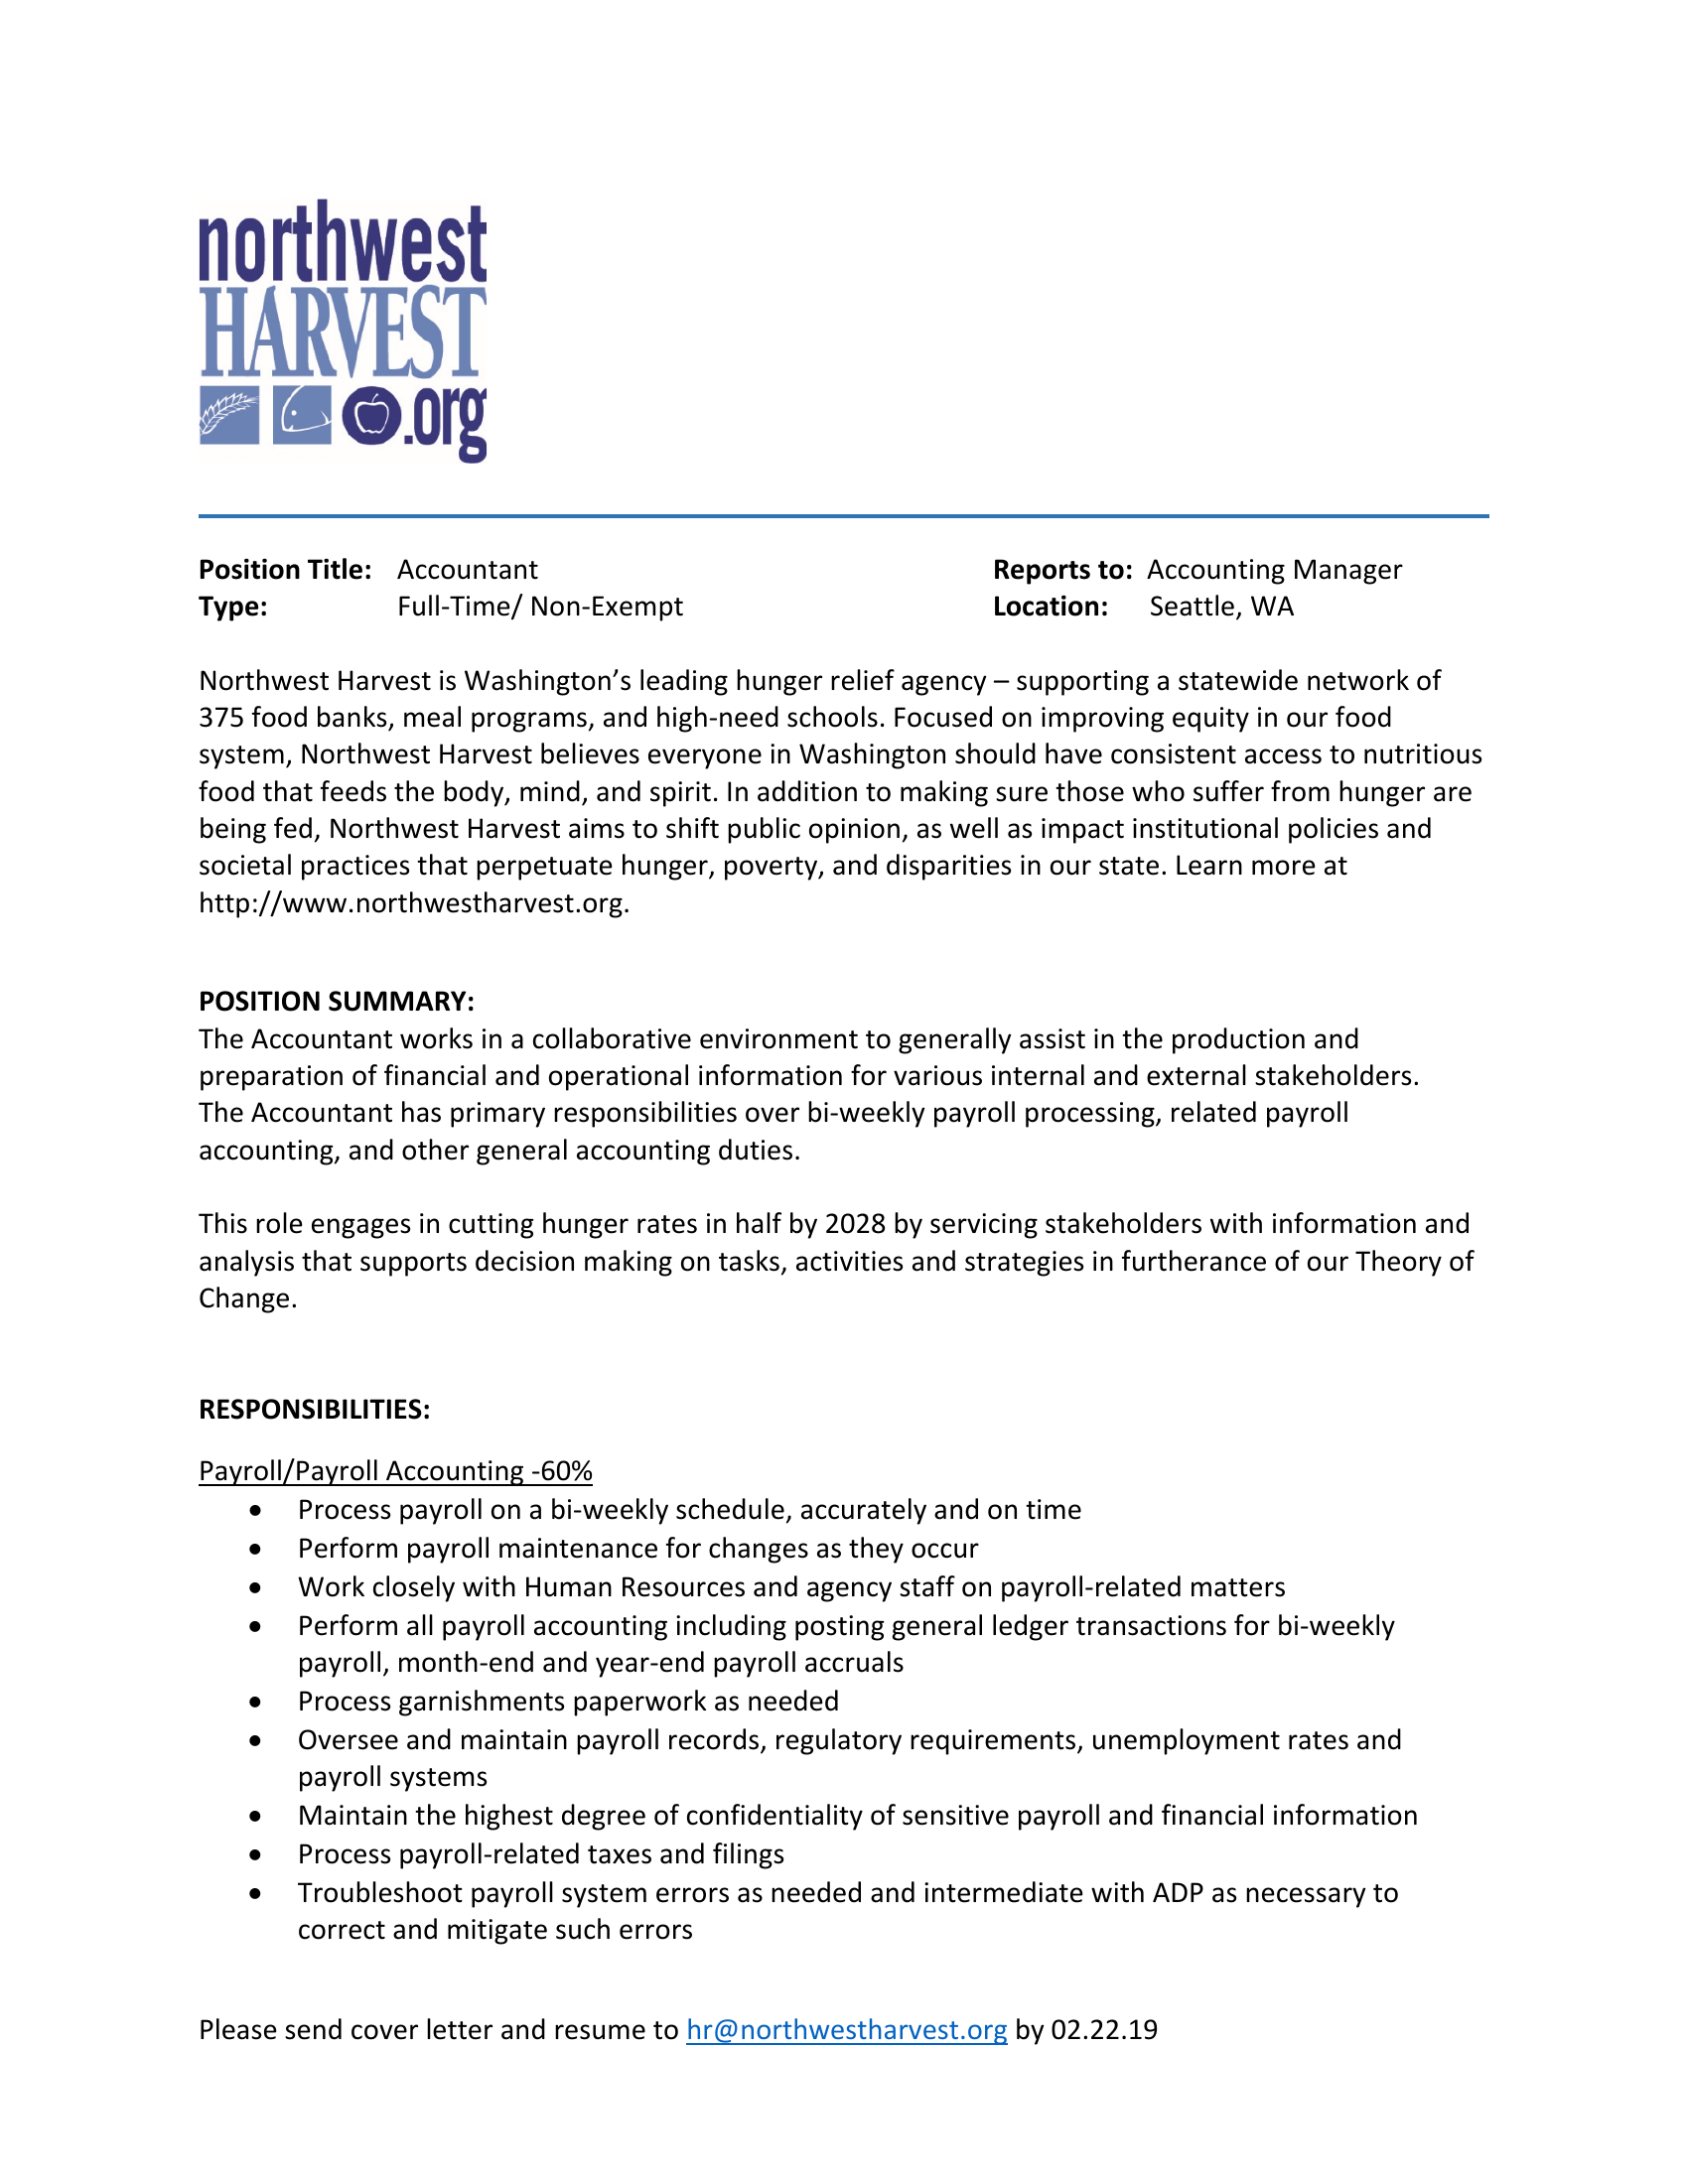 northwest
HARVEST
.org
Position Title: Accountant Reports to: Accounting Manager
Type: Full-Time/ Non-Exempt Location: Seattle, WA
Northwest Harvest is Washington’s leading hunger relief agency – supporting a statewide network of
375 food banks, meal programs, and high-need schools. Focused on improving equity in our food
system, Northwest Harvest believes everyone in Washington should have consistent access to nutritious
food that feeds the body, mind, and spirit. In addition to making sure those who suffer from hunger are
being fed, Northwest Harvest aims to shift public opinion, as well as impact institutional policies and
societal practices that perpetuate hunger, poverty, and disparities in our state. Learn more at
http://www.northwestharvest.org.
POSITION SUMMARY:
The Accountant works in a collaborative environment to generally assist in the production and
preparation of financial and operational information for various internal and external stakeholders.
The Accountant has primary responsibilities over bi-weekly payroll processing, related payroll
accounting, and other general accounting duties.
This role engages in cutting hunger rates in half by 2028 by servicing stakeholders with information and
analysis that supports decision making on tasks, activities and strategies in furtherance of our Theory of
Change.
RESPONSIBILITIES:
Payroll/Payroll Accounting -60%
• Process payroll on a bi-weekly schedule, accurately and on time
• Perform payroll maintenance for changes as they occur
• Work closely with Human Resources and agency staff on payroll-related matters
• Perform all payroll accounting including posting general ledger transactions for bi-weekly
payroll, month-end and year-end payroll accruals
• Process garnishments paperwork as needed
• Oversee and maintain payroll records, regulatory requirements, unemployment rates and
payroll systems
• Maintain the highest degree of confidentiality of sensitive payroll and financial information
• Process payroll-related taxes and filings
• Troubleshoot payroll system errors as needed and intermediate with ADP as necessary to
correct and mitigate such errors
Please send cover letter and resume to hr@northwestharvest.org by 02.22.19